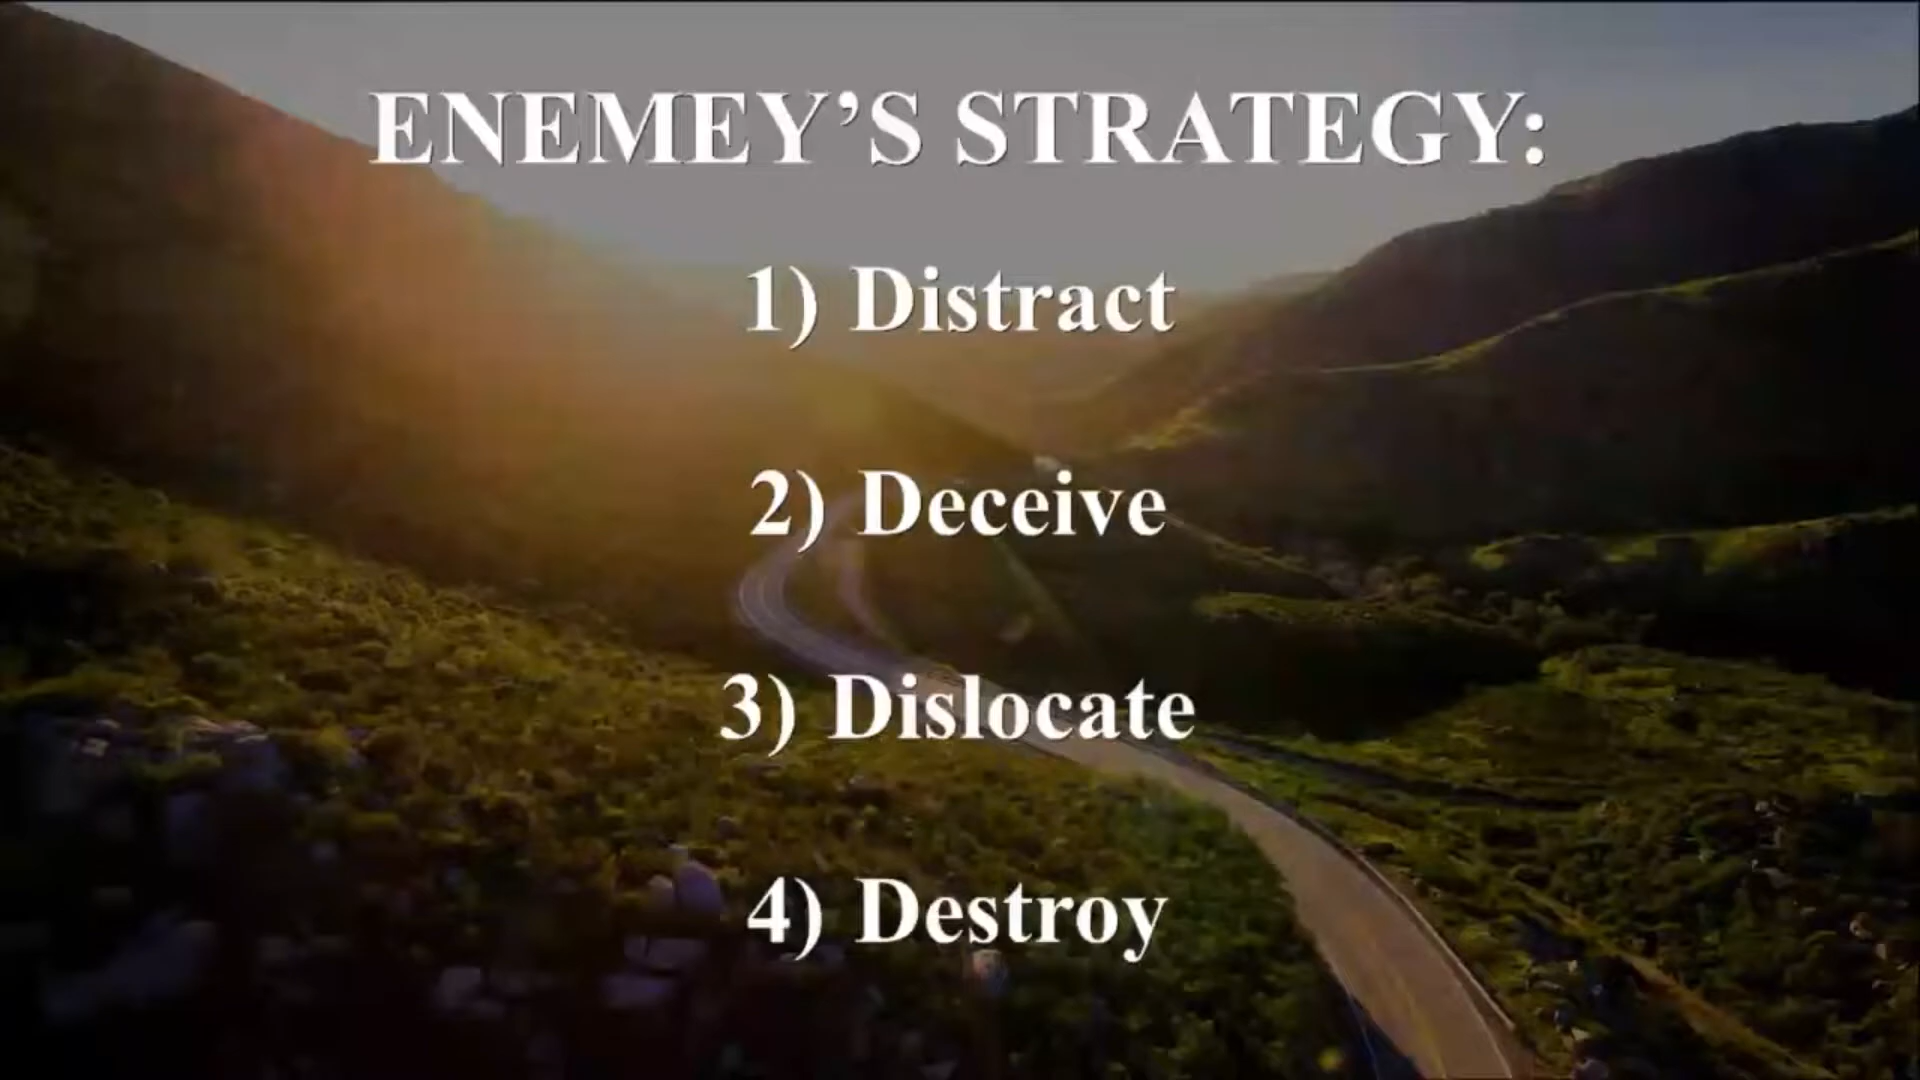 ENEMEY’S STRATEGY:
1) Distract
2) Deceive
3) Dislocate
4) Destroy